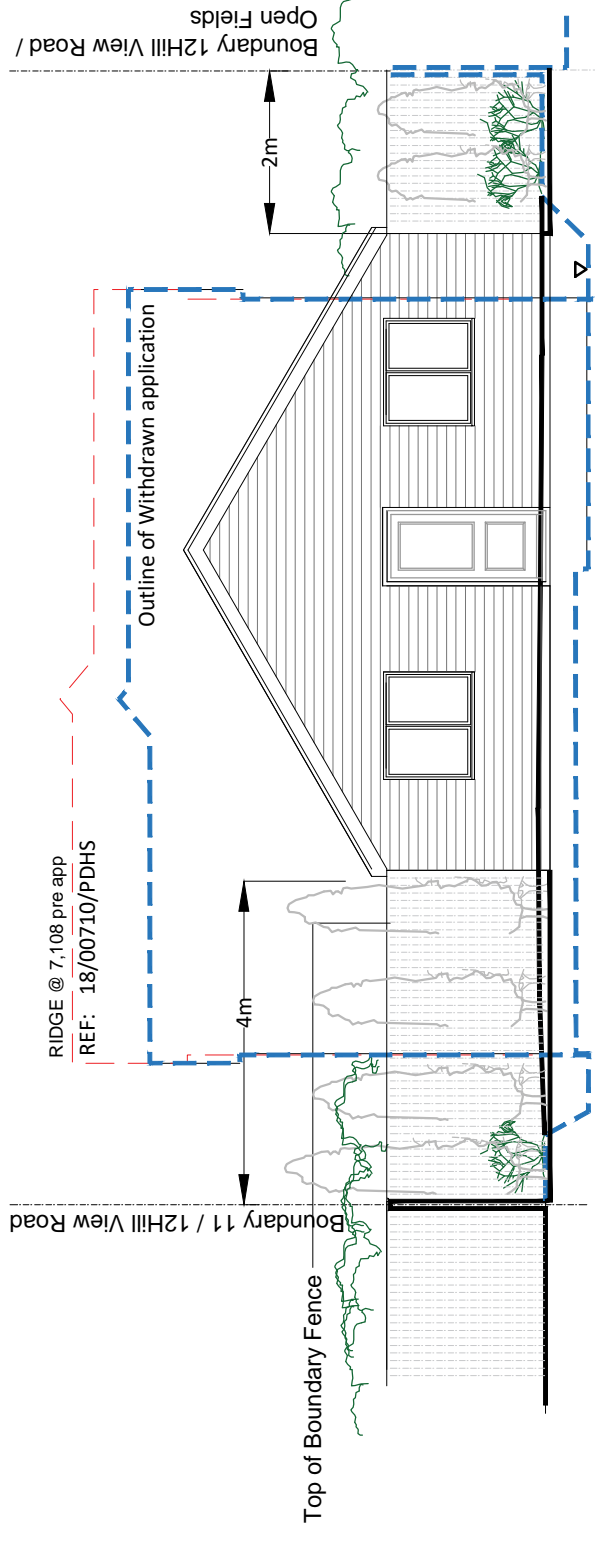 Boundary 12Hill View Road /
Open Fields
2m
Outline of Withdrawn application
RIDGE @ 7,108 pre app
REF: 18/00710/PDHS
4m
Boundary 11 / 12Hill View Road
Top of Boundary Fence